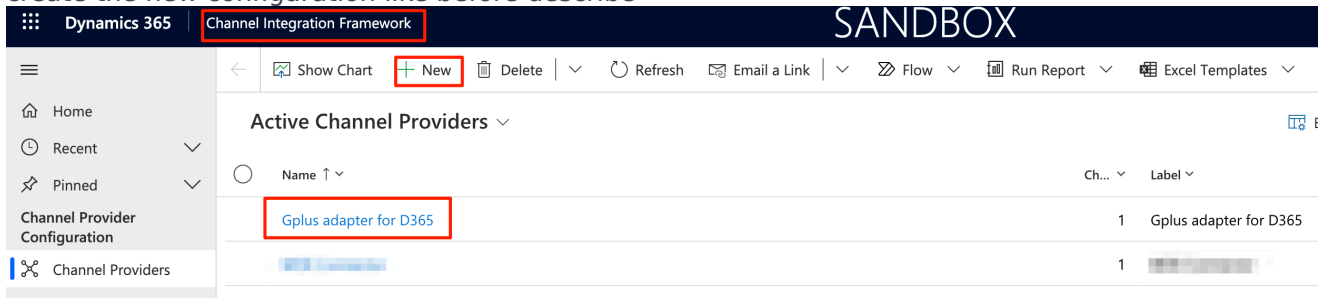 create the new configuration like before describe
Dynamics 365 Channel Integration Framework SANDBOX
Show Chart New Delete Refresh Email a Link Flow Run Report Excel Templates
Home
Active Channel Providers
Recent
Name ↑ Ch... Label
Pinned
Channel Provider
Configuration
Gplus adapter for D365 1 Gplus adapter for D365
Channel Providers
1